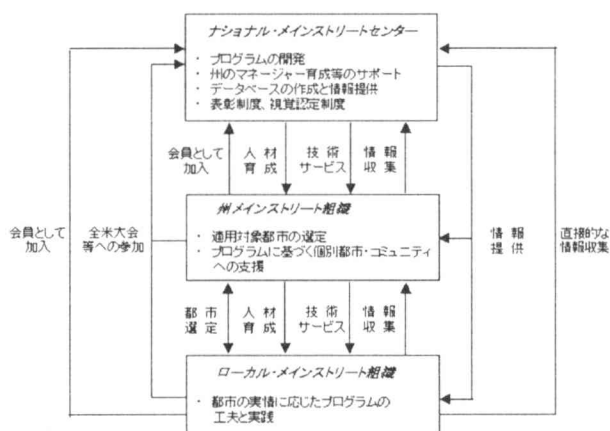 ナショナル・メインストリートセンター
・ プログラムの開発
・ 州のマネージャー育成等のサポート
・ データベースの作成と情報提供
・ 表彰制度、視覚認定制度
会員として
加入
人 材
育 成
技 術
サービス
情 報
収 集
州メインストリート組織
・ 適用対象都市の選定
・ プログラムに基づく個別都市・コミュニティ
への支援
会員として
加入
全米大会
等への参加
情 報
提 供
直接的な
情報収集
都 市
選 定
人 材
育 成
技 術
サービス
情 報
収 集
ローカル・メインストリート組織
・ 都市の実情に応じたプログラムの
工夫と実践